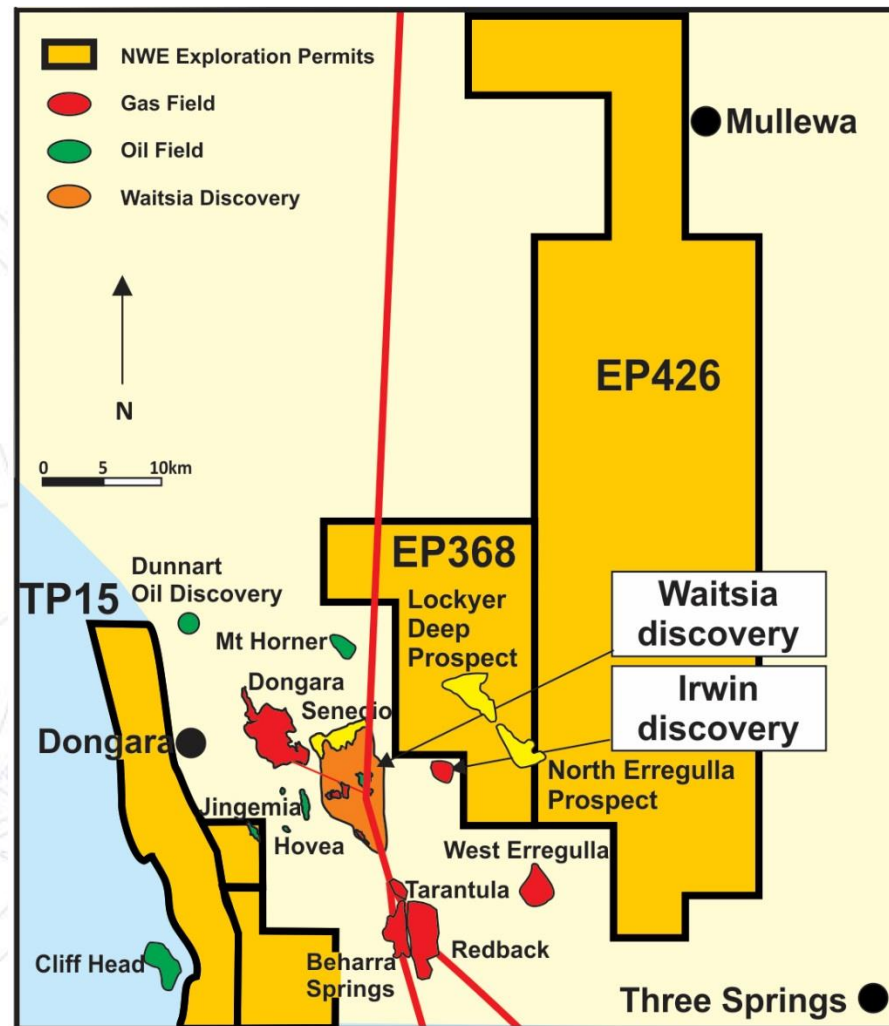 NWE Exploration Permits
Gas Field
Oil Field
Waitsia Discovery
Mullewa
N
EP426
0 5 10km
EP368
Dunnart
Oil Discovery
TP15
Lockyer
Deep
Prospect
Waitsia
discovery
Mt Horner
Dongara
Senecio
Irwin
discovery
Dongara
North Erregulla
Prospect
Jingemia
Hovea
West Erregulla
Tarantula
Cliff Head
Beharra
Springs
Redback
Three Springs